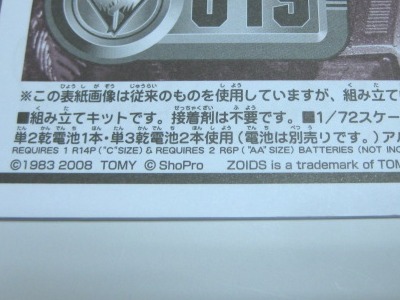 019
※この表紙画像は従来のものを使用していますが、組み立て
■組み立てキットです。接着剤は不要です。■1/72スケー
単2乾電池1本・単3乾電池2本使用(電池は別売りです。)アル
REQUIRES 1 R14P ("C"SIZE) & REQUIRES 2 R6P ("AA"SIZE) BATTERIES (NOT INC
©1983 2008 TOMY ©ShoPro ZOIDS is a trademark of TOM